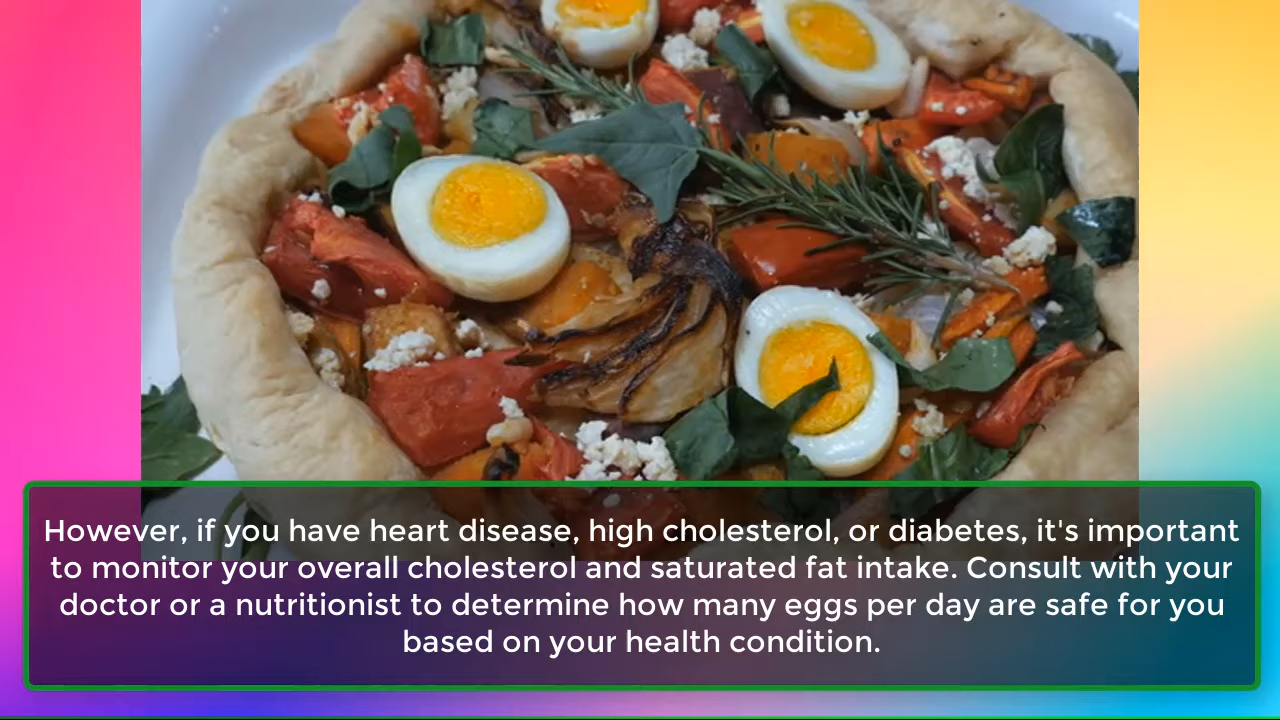 However, if you have heart disease, high cholesterol, or diabetes, it's important
to monitor your overall cholesterol and saturated fat intake. Consult with your
doctor or a nutritionist to determine how many eggs per day are safe for you
based on your health condition.